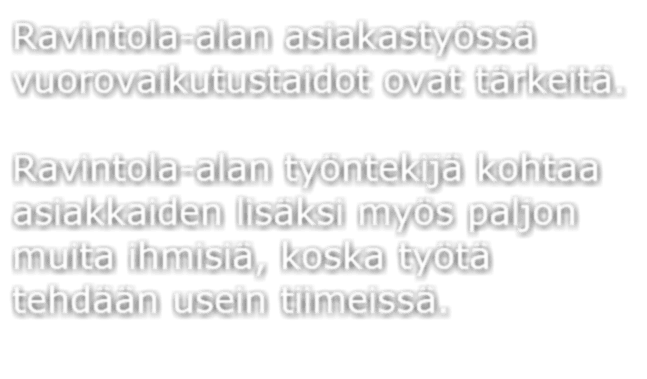 Ravintola-alan asiakastyössä
vuorovaikutustaidot ovat tärkeitä.
Ravintola-alan työntekijä kohtaa
asiakkaiden lisäksi myös paljon
muita ihmisiä, koska työtä
tehdään usein tiimeissä.